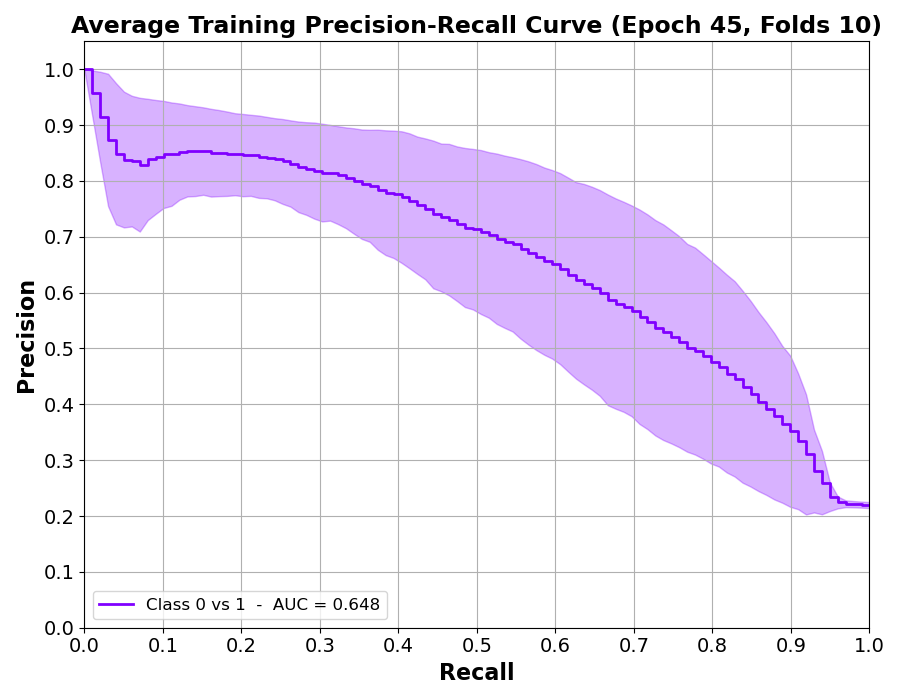 Average Training Precision-Recall Curve (Epoch 45, Folds 10)
Precision
1.0
0.9
0.8
0.7
0.6
0.5
0.4
0.3
0.2
0.1
0.0
Class 0 vs 1 - AUC = 0.648
0.0 0.1 0.2 0.3 0.4 0.5 0.6 0.7 0.8 0.9 1.0
Recall